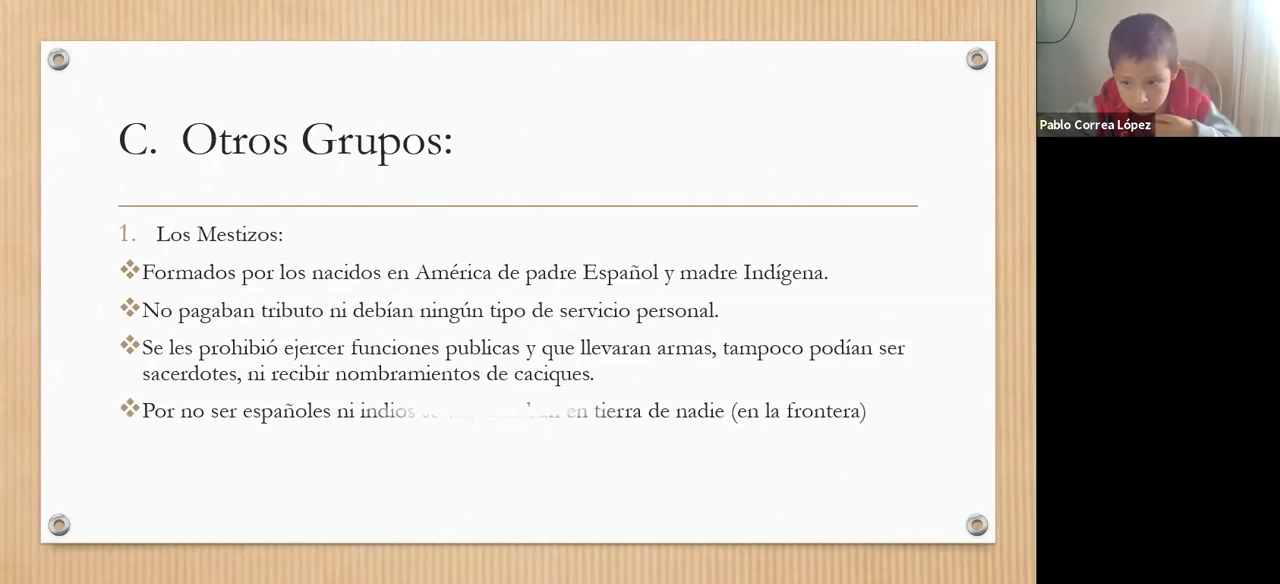 C. Otros Grupos:
1. Los Mestizos:
❖Formados por los nacidos en América de padre Español y madre Indígena.
❖No pagaban tributo ni debían ningún tipo de servicio personal.
❖Se les prohibió ejercer funciones publicas y que llevaran armas, tampoco podían ser
sacerdotes, ni recibir nombramientos de caciques.
❖Por no ser españoles ni indios en tierra de nadie (en la frontera)
Pablo Correa López